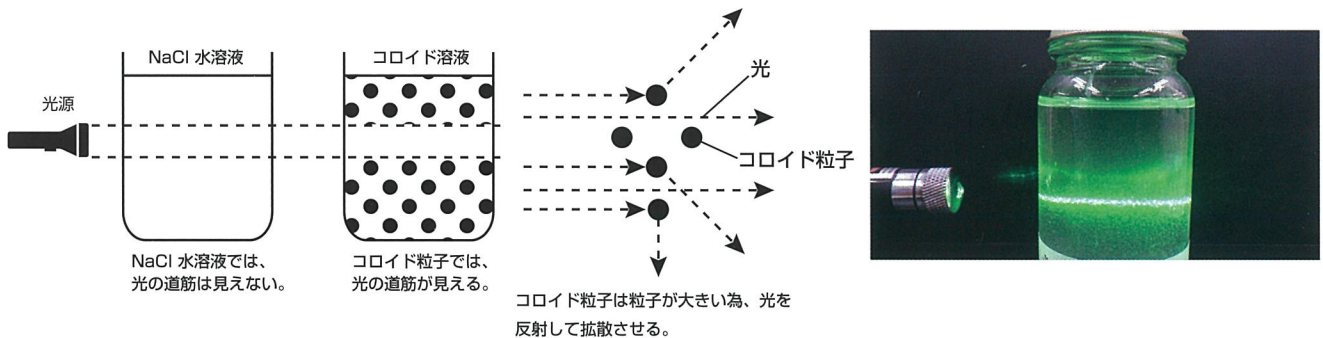 NaCl 水溶液
コロイド溶液
光源
光
コロイド粒子
NaCl 水溶液では、
光の道筋は見えない。
コロイド粒子では、
光の道筋が見える。
コロイド粒子は粒子が大きい為、光を
反射して拡散させる。